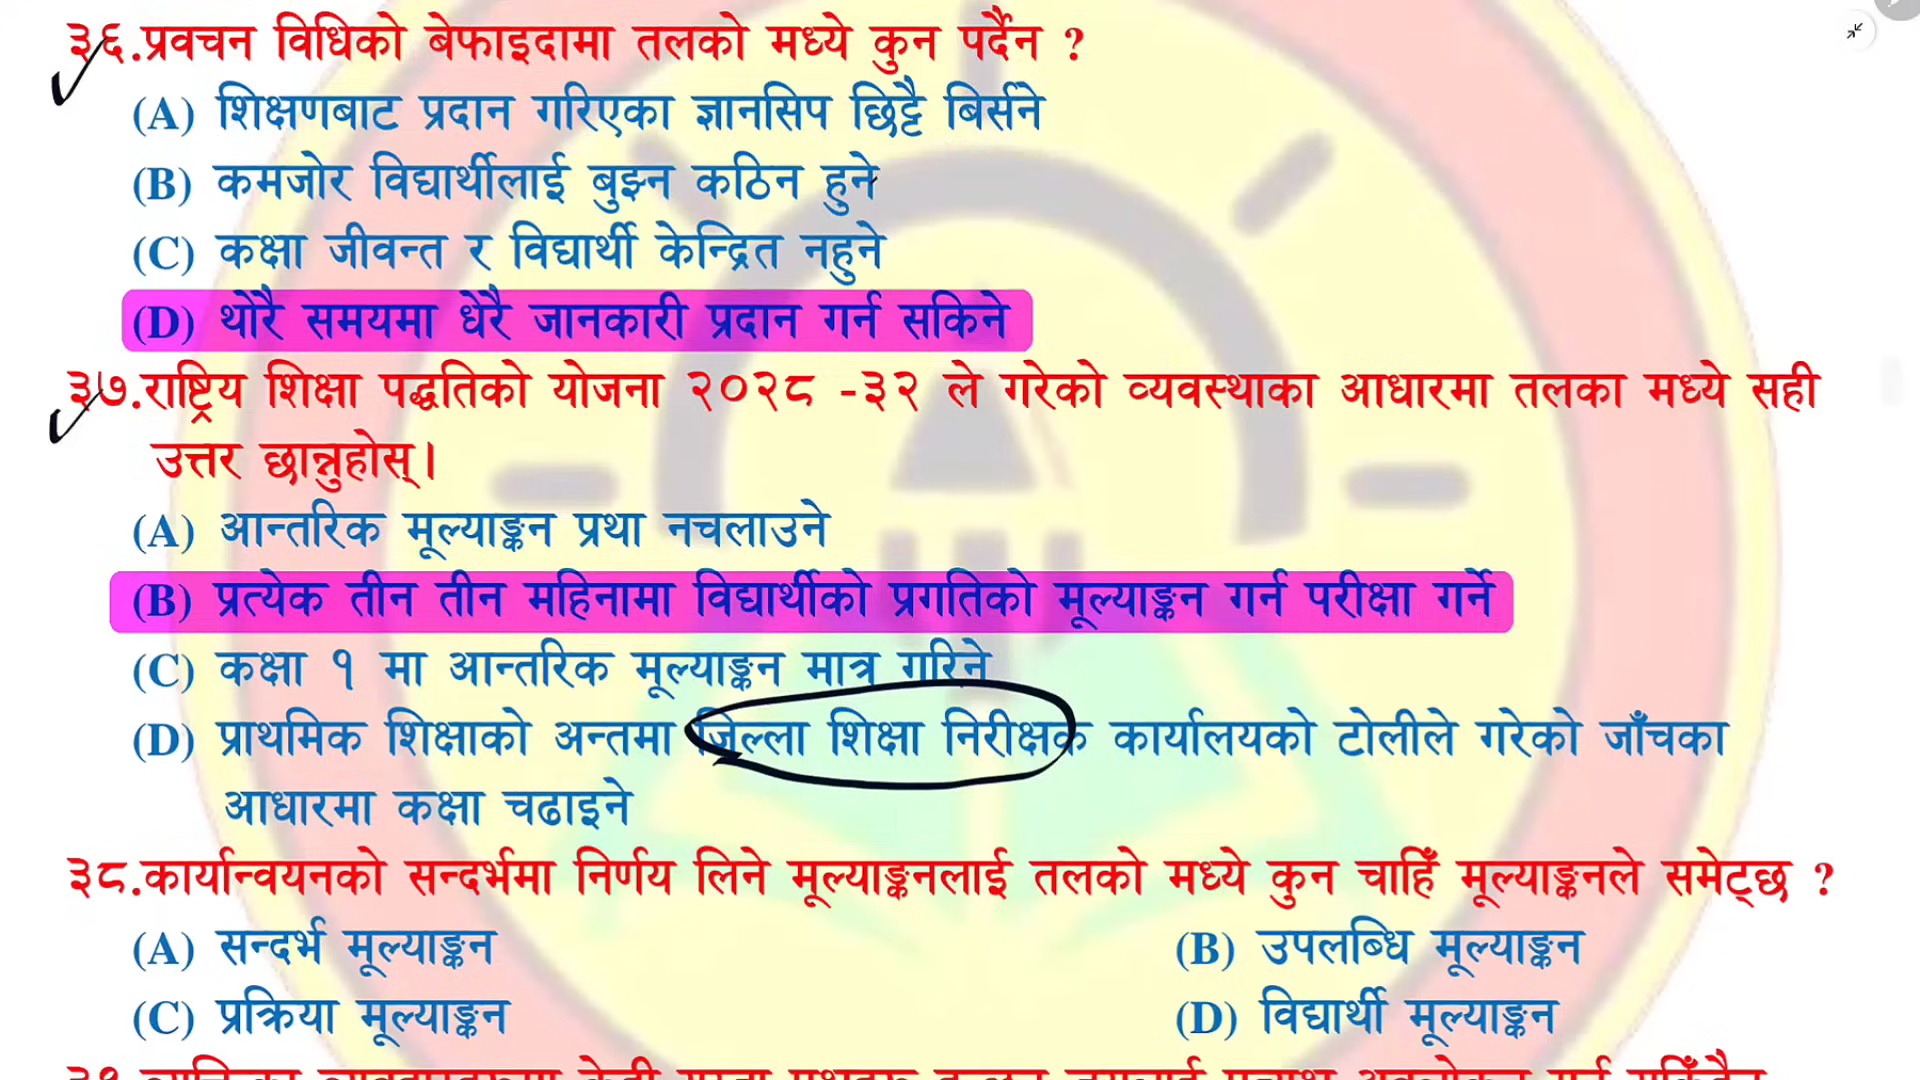 ३६.प्रवचन विधिको बेफाइदामा तलको मध्ये कुन पर्दैन ?
(A) शिक्षणबाट प्रदान गरिएका ज्ञानसिप छिट्टै बिर्सने
(B) कमजोर विद्यार्थीलाई बुझ्न कठिन हुने
(C) कक्षा जीवन्त र विद्यार्थी केन्द्रित नहुने
(D) थोरै समयमा धेरै जानकारी प्रदान गर्न सकिने
३७.राष्ट्रिय शिक्षा पद्धतिको योजना २०२८ -३२ ले गरेको व्यवस्थाका आधारमा तलका मध्ये सही
उत्तर छान्नुहोस्।
(A) आन्तरिक मूल्याङ्कन प्रथा नचलाउने
(B) प्रत्येक तीन तीन महिनामा विद्यार्थीको प्रगतिको मूल्याङ्कन गर्न परीक्षा गर्ने
(C) कक्षा १ मा आन्तरिक मूल्याङ्कन मात्र गरिने
(D) प्राथमिक शिक्षाको अन्तमा जिल्ला शिक्षा निरीक्षक कार्यालयको टोलीले गरेको जाँचका
आधारमा कक्षा चढाइने
३८.कार्यान्वयनको सन्दर्भमा निर्णय लिने मूल्याङ्कनलाई तलको मध्ये कुन चाहिँ मूल्याङ्कनले समेट्छ ?
(A) सन्दर्भ मूल्याङ्कन (B) उपलब्धि मूल्याङ्कन
(C) प्रक्रिया मूल्याङ्कन (D) विद्यार्थी मूल्याङ्कन